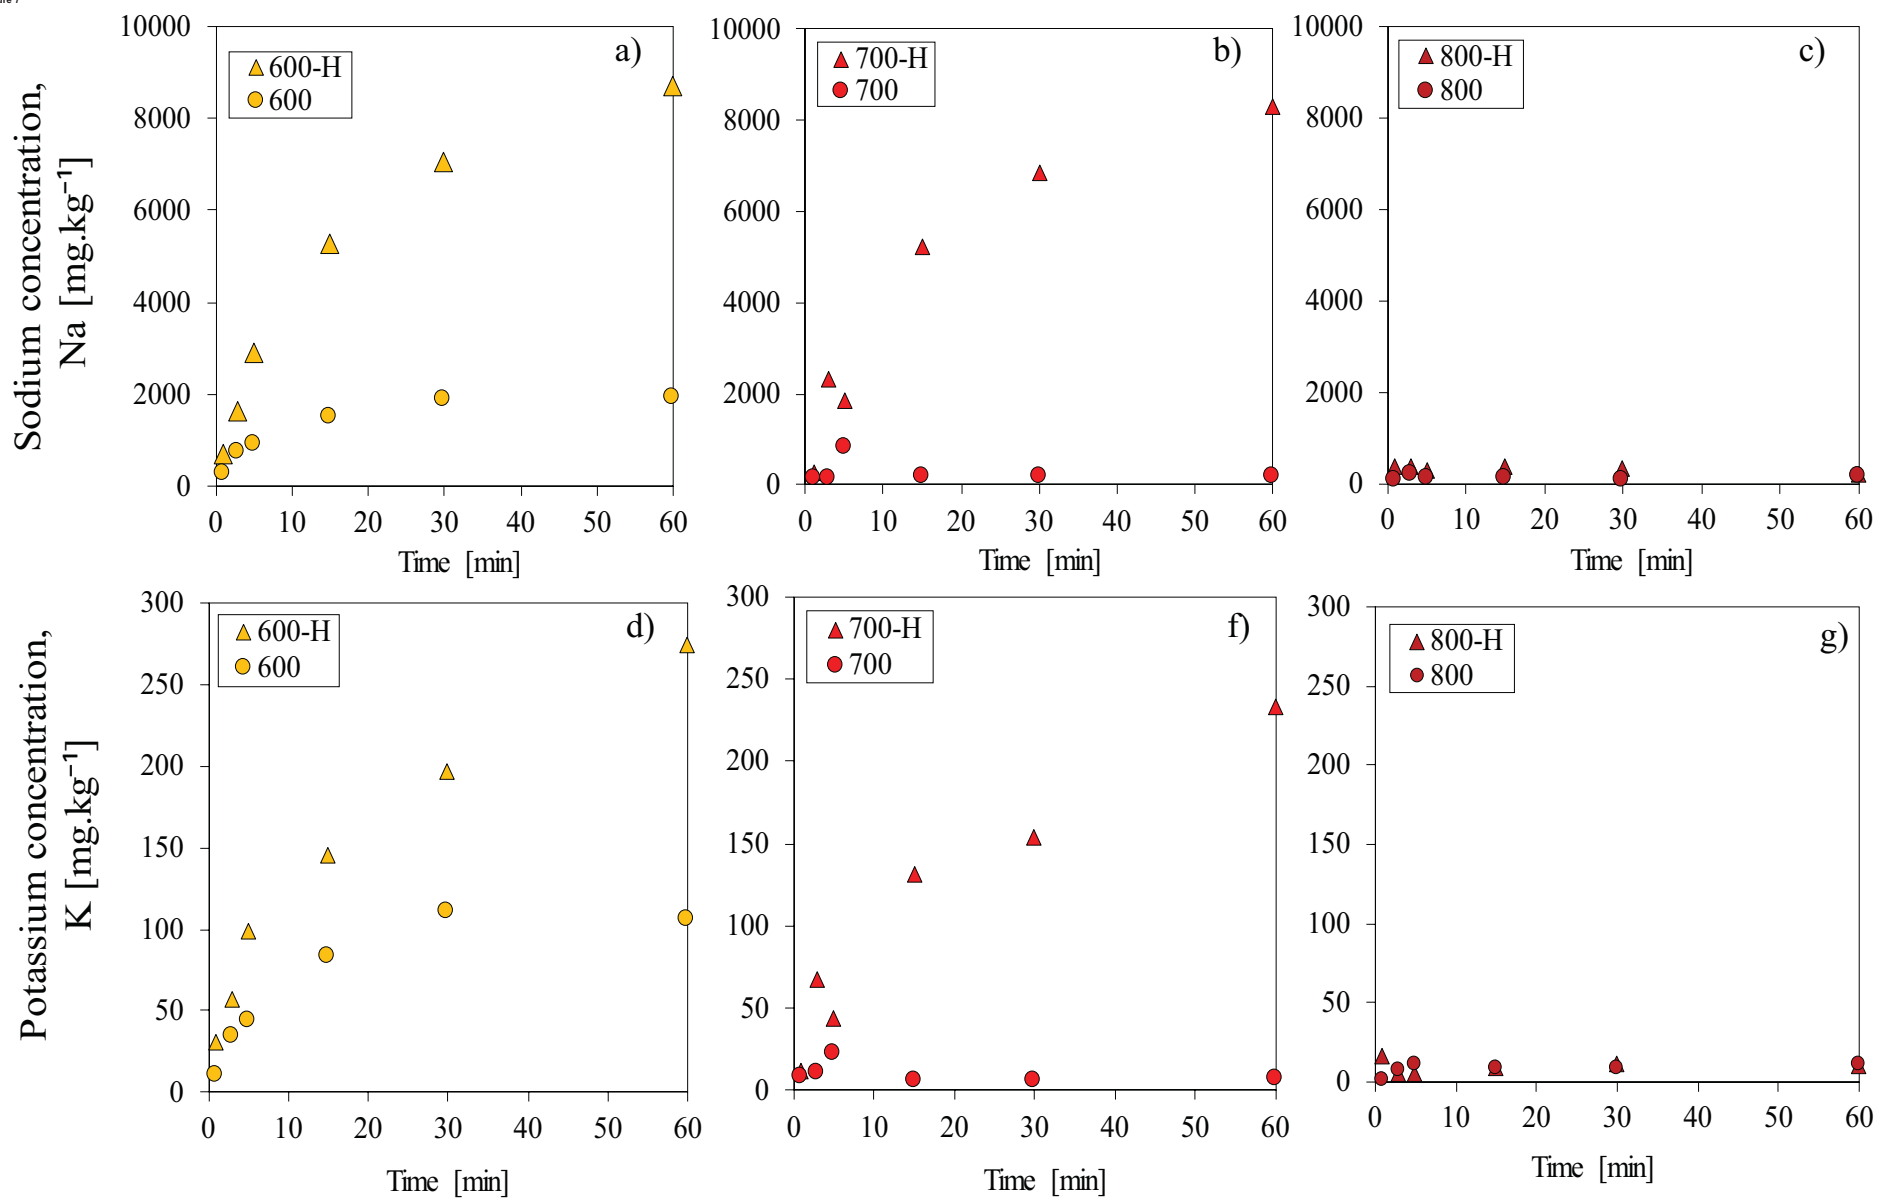 Sodium concentration,
Na [mg.kg⁻¹]
10000
8000
6000
4000
2000
0
600-H
600
a)
0 10 20 30 40 50 60
Time [min]
10000
8000
6000
4000
2000
0
700-H
700
b)
0 10 20 30 40 50 60
Time [min]
10000
8000
6000
4000
2000
0
800-H
800
c)
0 10 20 30 40 50 60
Time [min]
Potassium concentration,
K [mg.kg⁻¹]
300
250
200
150
100
50
0
600-H
600
d)
0 10 20 30 40 50 60
Time [min]
300
250
200
150
100
50
0
700-H
700
f)
0 10 20 30 40 50 60
Time [min]
300
250
200
150
100
50
0
800-H
800
g)
0 10 20 30 40 50 60
Time [min]